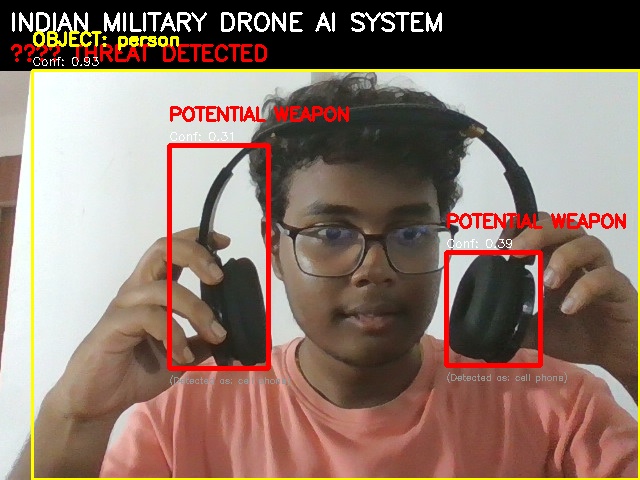 INDIAN MILITARY DRONE AI SYSTEM
OBJECT: person
???? THREAT DETECTED
Conf: 0.93
POTENTIAL WEAPON
Conf: 0.31
POTENTIAL WEAPON
Conf: 0.39
(Detected as: cell phone)
(Detected as: cell phone)